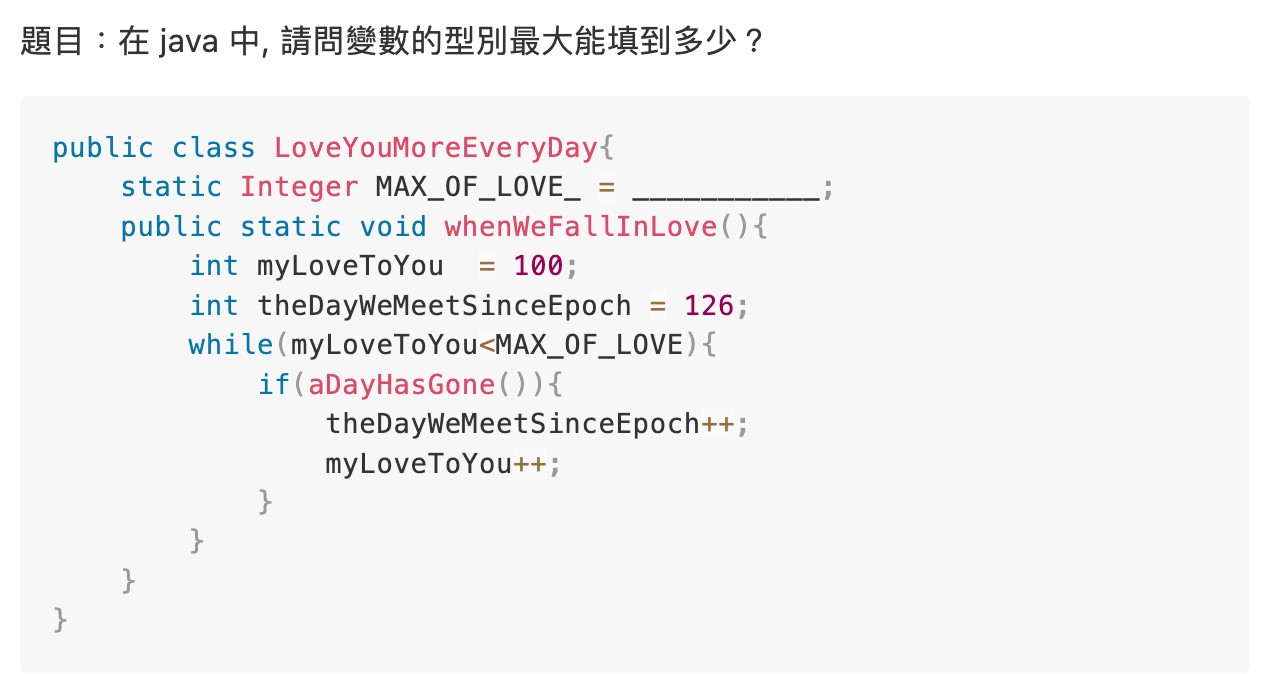 題目：在 java 中, 請問變數的型別最大能填到多少？
public class LoveYouMoreEveryDay{
    static Integer MAX_OF_LOVE_ = ___________;
    public static void whenWeFallInLove(){
        int myLoveToYou  = 100;
        int theDayWeMeetSinceEpoch = 126;
        while(myLoveToYou<MAX_OF_LOVE){
            if(aDayHasGone()){
                theDayWeMeetSinceEpoch++;
                myLoveToYou++;
            }
        }
    }
}